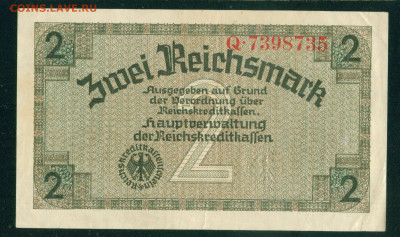 COINS.LAVE.RU
2
Q·7398735
2
Zwei Reichsmark
Ausgegeben auf Grund
der Verordnung über
Reichskreditkassen.
Hauptverwaltung
der Reichskreditkassen
2
2
2